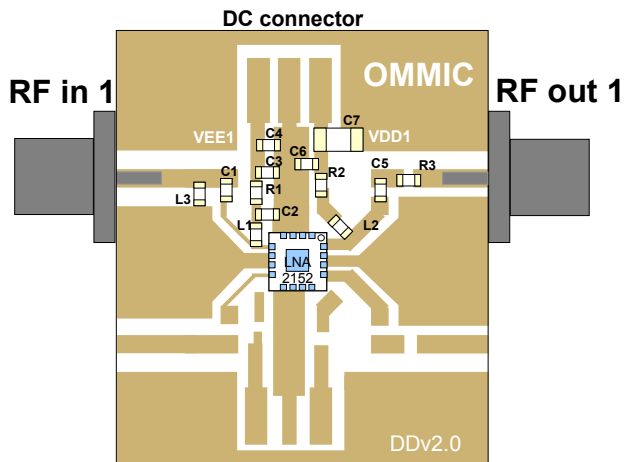 DC connector
OMMIC
RF in 1
RF out 1
C7
VEE1
C4
VDD1
C6
C3
C1
R2
C5
R3
R1
L3
C2
L1
L2
LNA
2152
DDv2.0